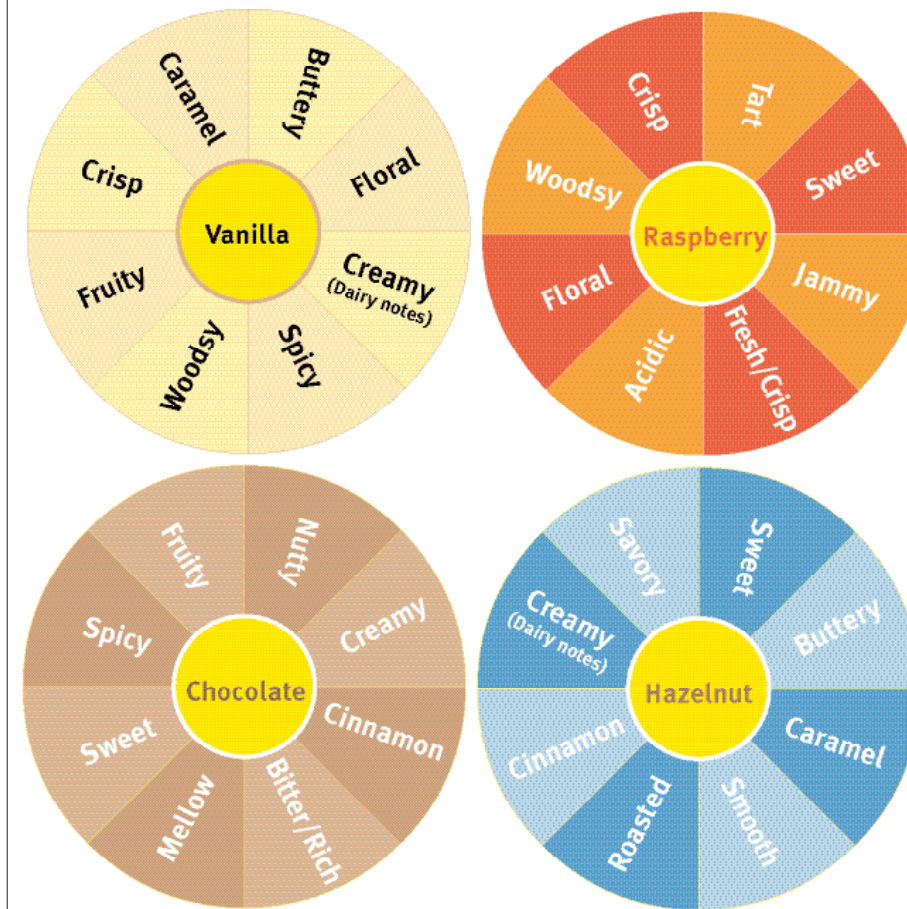 Vanilla
Buttery
Floral
Creamy
(Dairy notes)
Spicy
Woodsy
Fruity
Crisp
Caramel
Raspberry
Tart
Sweet
Jammy
Fresh/Crisp
Acidic
Floral
Woodsy
Crisp
Chocolate
Nutty
Creamy
Cinnamon
Bitter/Rich
Mellow
Sweet
Spicy
Fruity
Hazelnut
Sweet
Buttery
Caramel
Smooth
Roasted
Cinnamon
Creamy
(Dairy notes)
Savory